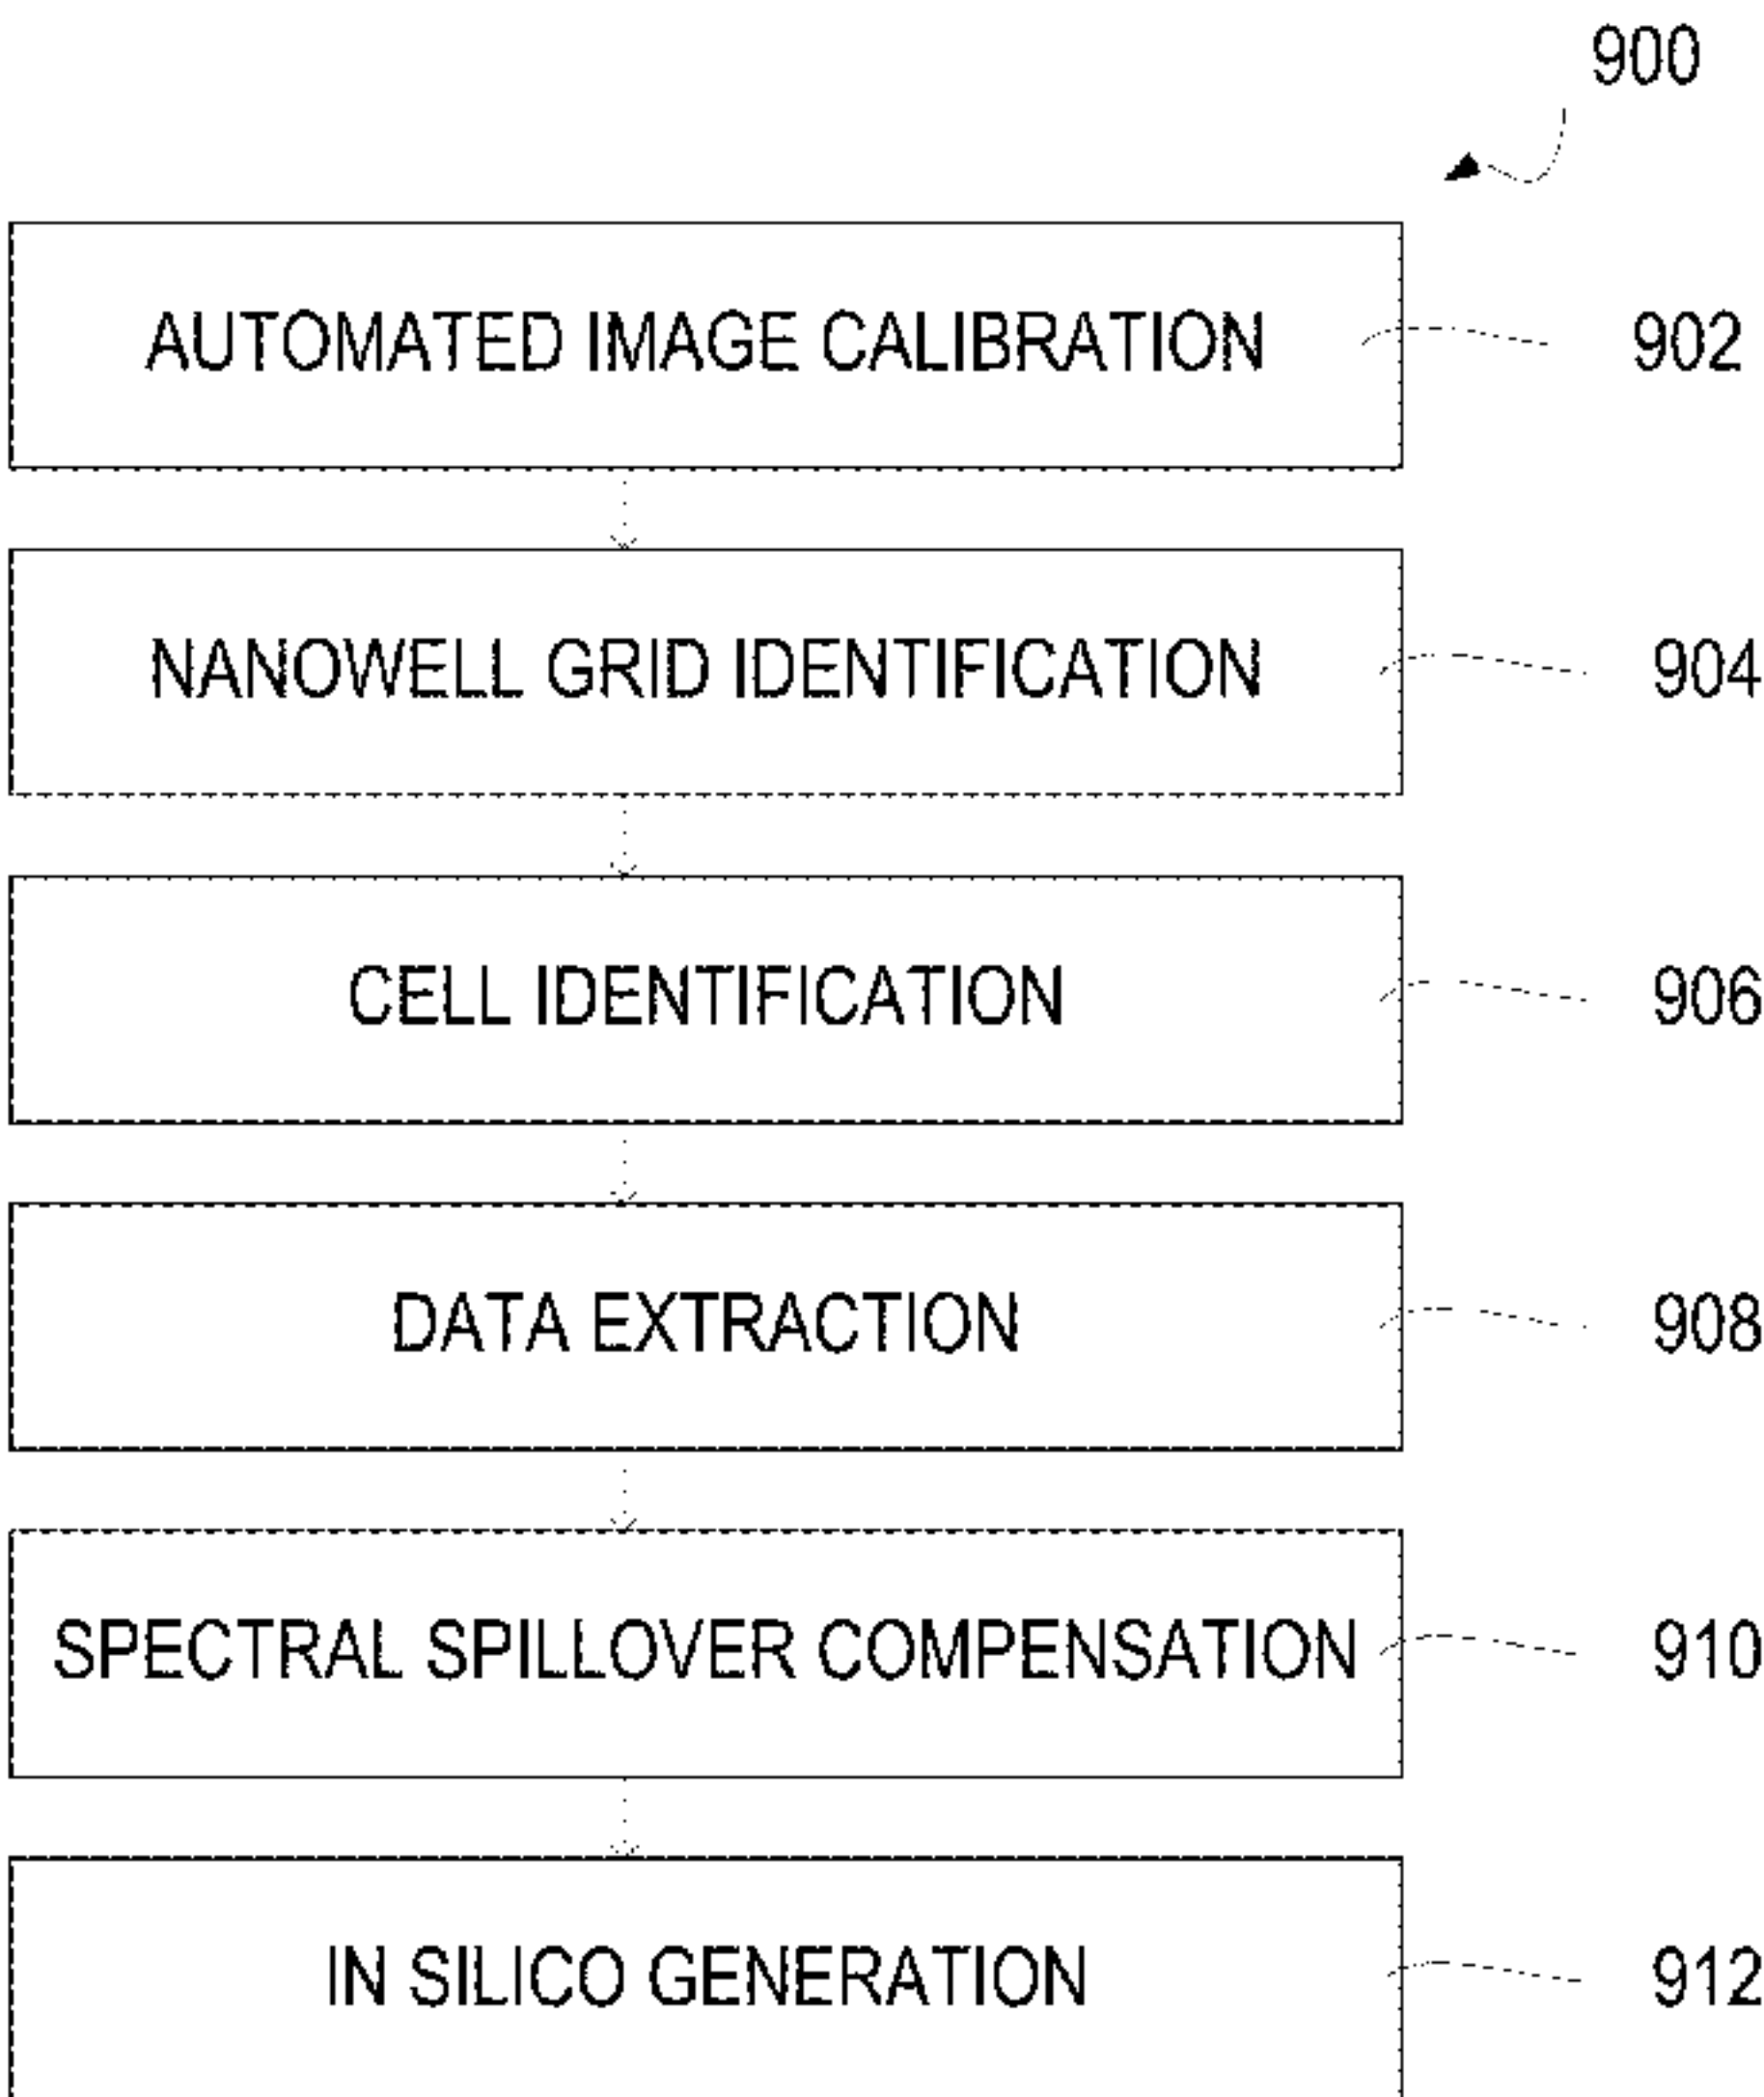 900
AUTOMATED IMAGE CALIBRATION 902
NANOWELL GRID IDENTIFICATION 904
CELL IDENTIFICATION 906
DATA EXTRACTION 908
SPECTRAL SPILLOVER COMPENSATION 910
IN SILICO GENERATION 912